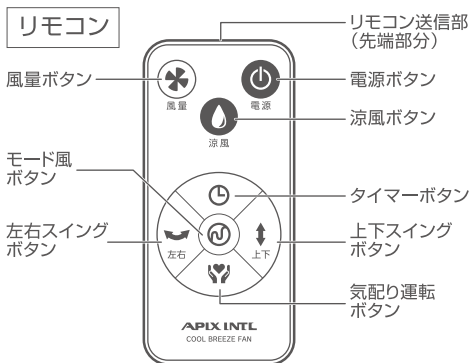 リモコン
リモコン送信部
（先端部分）
風量ボタン
電源ボタン
風量
電源
涼風ボタン
涼風
モード風
ボタン
タイマーボタン
左右スイング
ボタン
左右
上下
上下スイング
ボタン
気配り運転
ボタン
APIX INTL
COOL BREEZE FAN